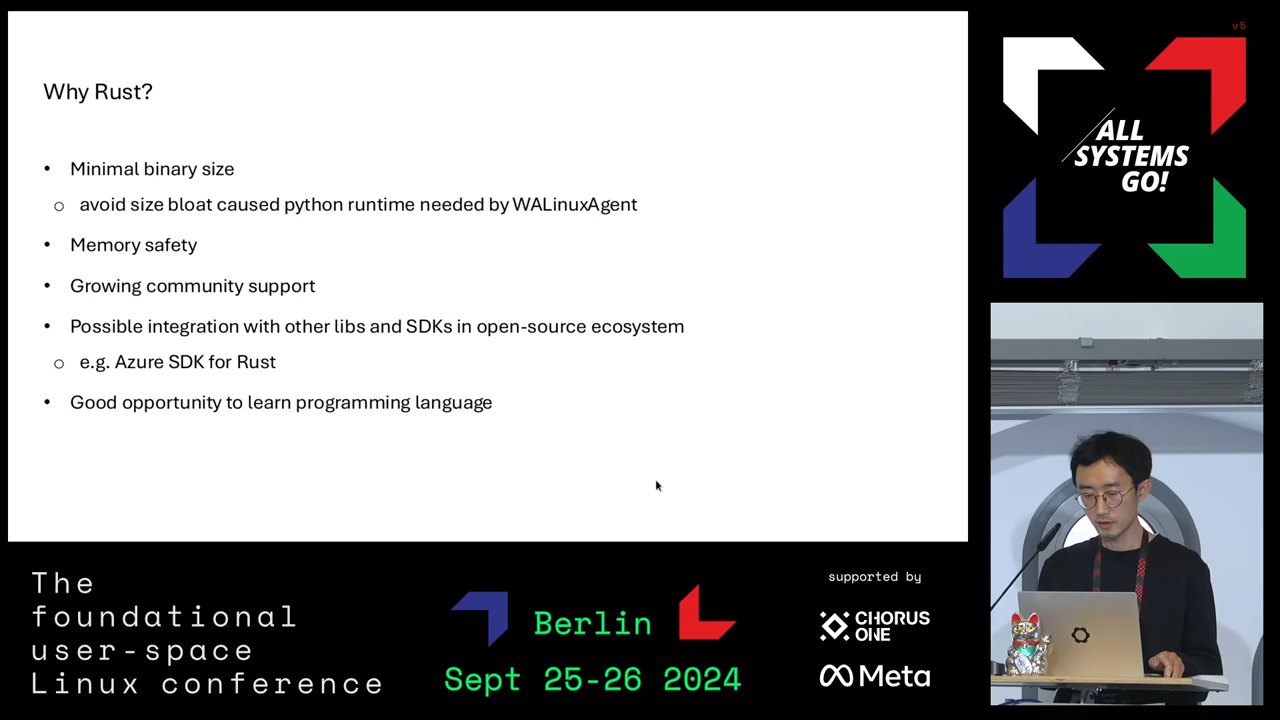 Why Rust?
• Minimal binary size
○ avoid size bloat caused python runtime needed by WALinuxAgent
• Memory safety
• Growing community support
• Possible integration with other libs and SDKs in open-source ecosystem
○ e.g. Azure SDK for Rust
• Good opportunity to learn programming language
v5
ALL
SYSTEMS
GO!
The
foundational
user-space
Linux conference
Berlin
Sept 25-26 2024
supported by
CHORUS
ONE
Meta